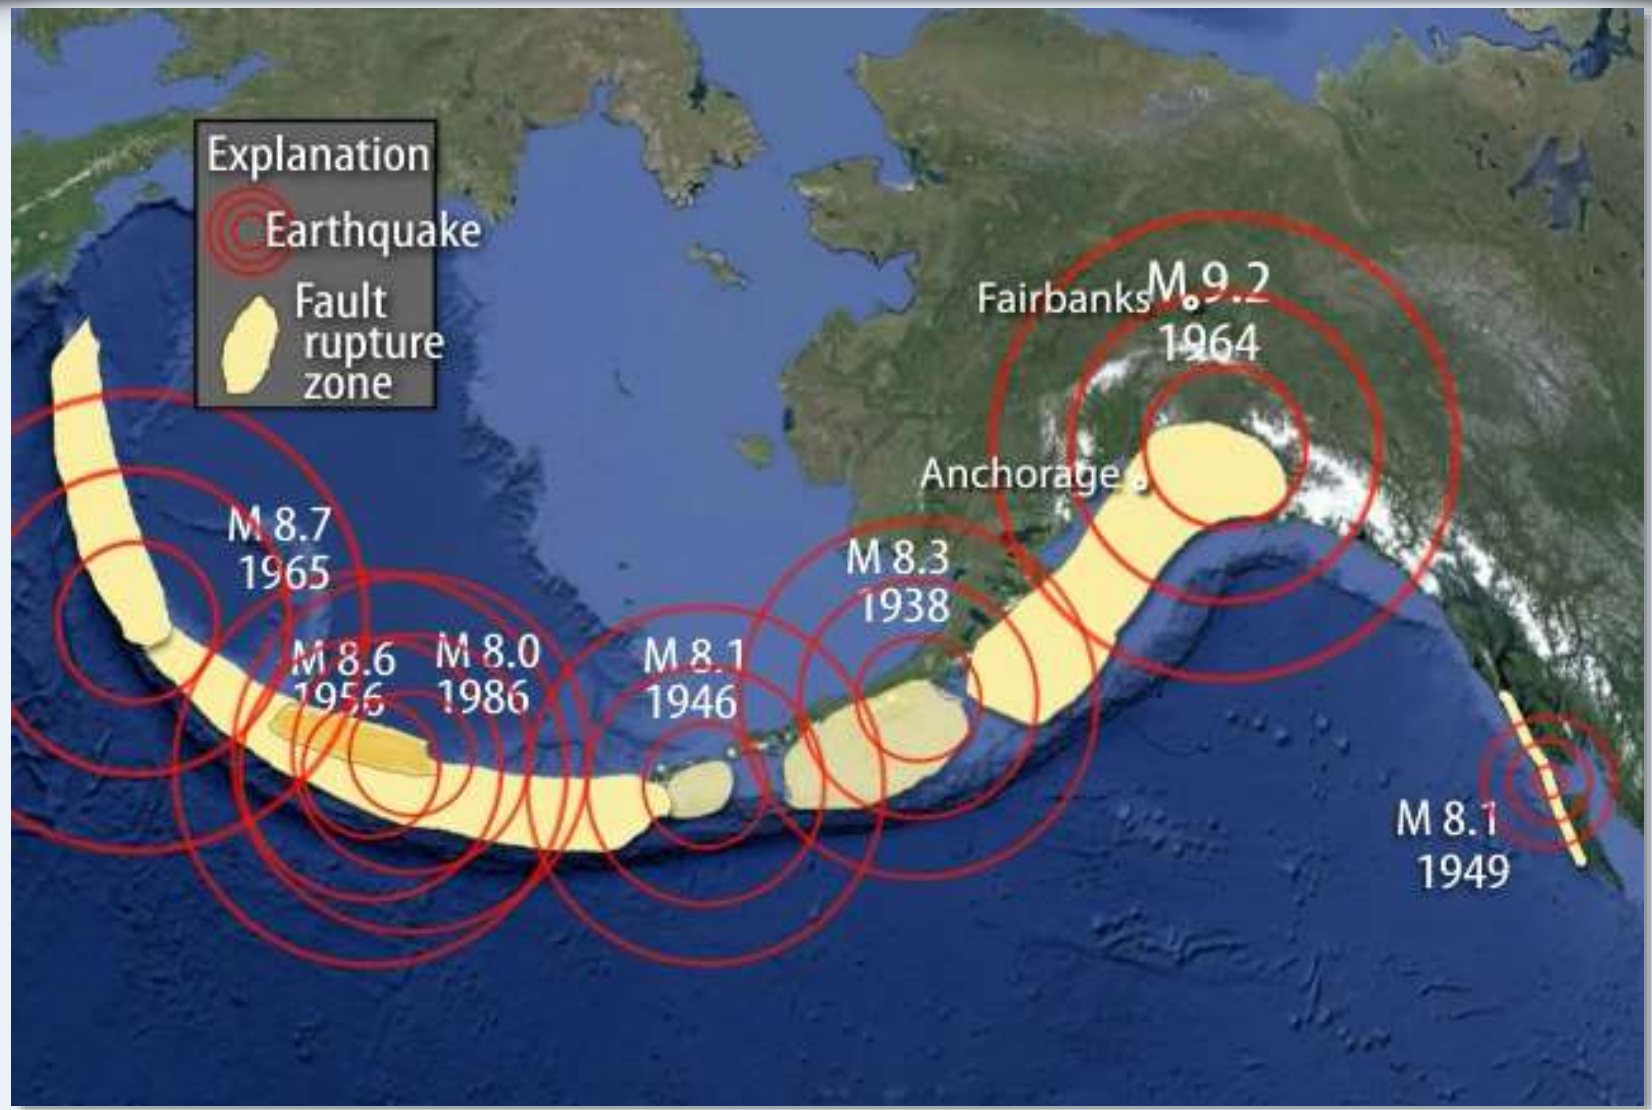 Explanation
Earthquake
Fault
rupture
zone
M 9.2
1964
Fairbanks
Anchorage
M 8.7
1965
M 8.6
1956
M 8.0
1986
M 8.1
1946
M 8.3
1938
M 8.1
1949